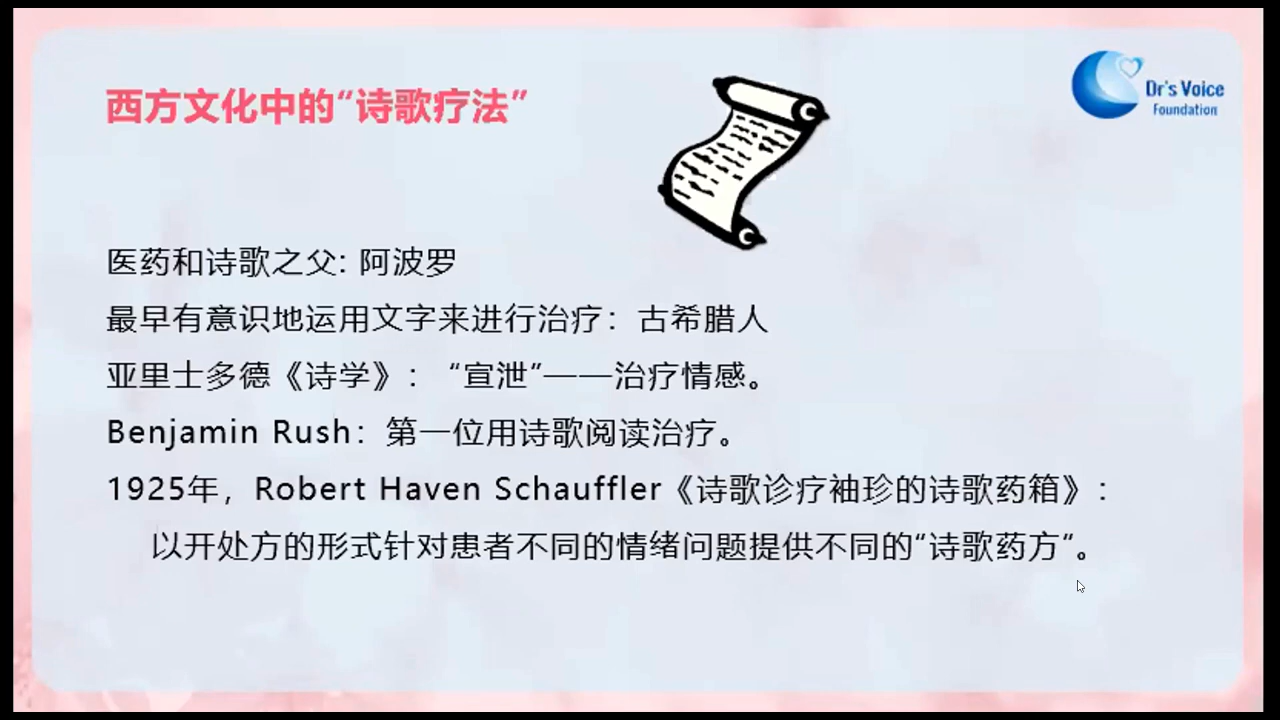 西方文化中的“诗歌疗法”
Dr's Voice
Foundation
医药和诗歌之父: 阿波罗
最早有意识地运用文字来进行治疗：古希腊人
亚里士多德《诗学》：“宣泄”——治疗情感。
Benjamin Rush：第一位用诗歌阅读治疗。
1925年，Robert Haven Schauffler《诗歌诊疗袖珍的诗歌药箱》：
以开处方的形式针对患者不同的情绪问题提供不同的“诗歌药方”。